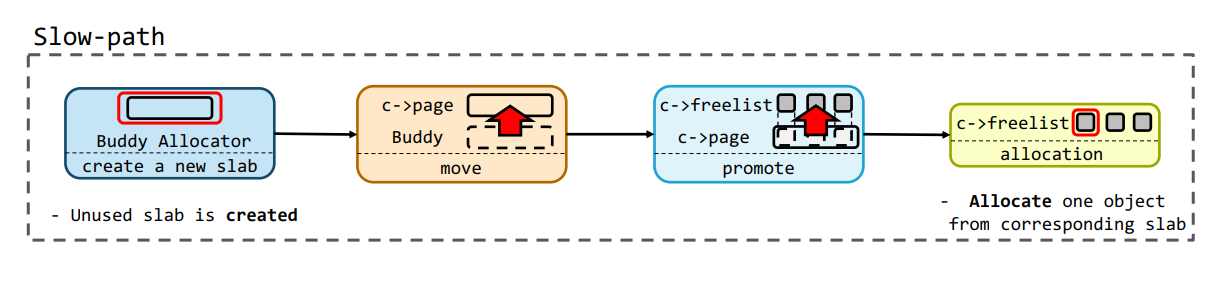 Slow-path
Buddy Allocator
create a new slab
- Unused slab is created
c->page
Buddy
move
c->freelist
c->page
promote
c->freelist
allocation
- Allocate one object
from corresponding slab